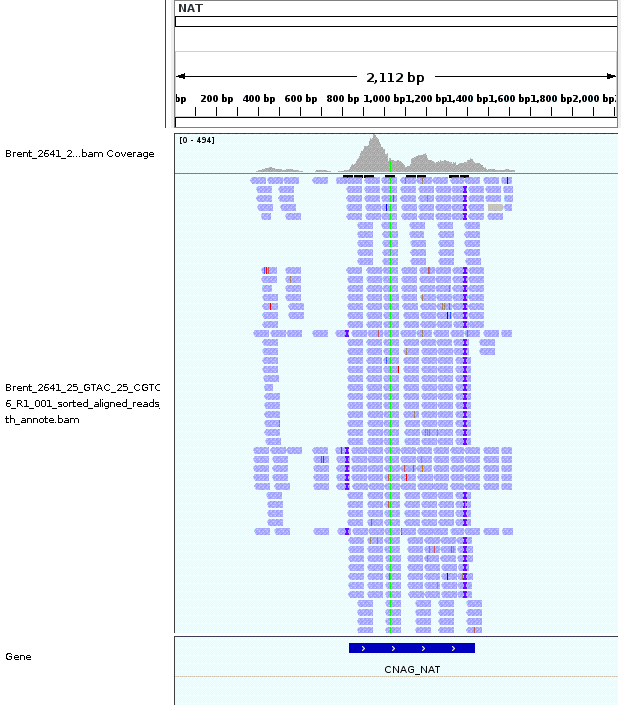 NAT
2,112 bp
bp 200 bp 400 bp 600 bp 800 bp 1,000 bp 1,200 bp 1,400 bp 1,600 bp 1,800 bp 2,000 bp
[0 - 494]
Brent_2641_2...bam Coverage
Brent_2641_25_GTAC_25_CGTC
6_R1_001_sorted_aligned_reads_
th_annote.bam
Gene
CNAG_NAT